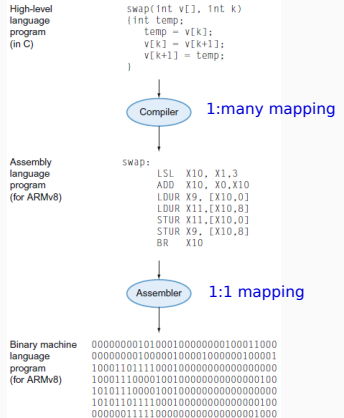 High-level
language
program
(in C)
swap(int v[], int k)
{int temp;
temp = v[k];
v[k] = v[k+1];
v[k+1] = temp;
}
Compiler
1:many mapping
Assembly
language
program
(for ARMv8)
swap:
LSL X10, X1,3
ADD X10, X0,X10
LDUR X9, [X10,0]
LDUR X11,[X10,8]
STUR X11,[X10,0]
STUR X9, [X10,8]
BR X10
Assembler
1:1 mapping
Binary machine
language
program
(for ARMv8)
00000000101000100000000100011000
00000000100000100001000000100001
10001101111000100000000000000000
10001110000100100000000000000100
10101110000100100000000000000000
10101101111000100000000000000100
00000011111000000000000000001000